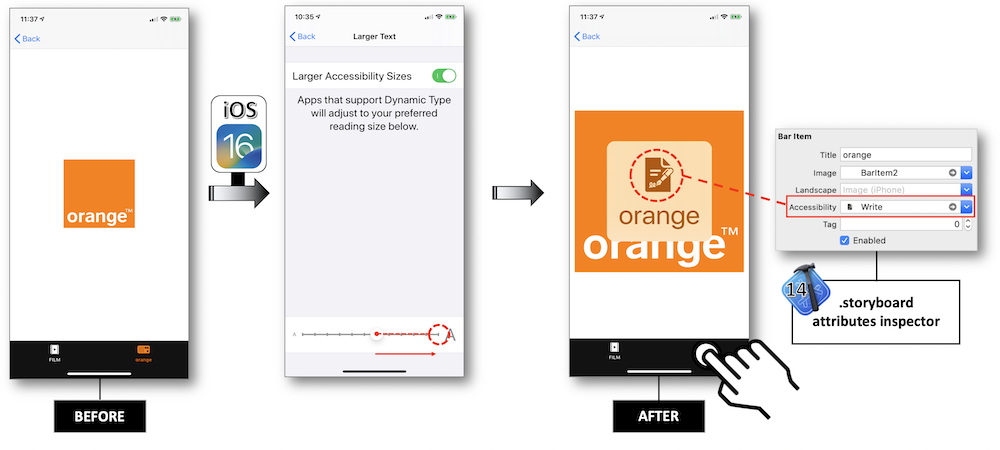 11:37
Back
orange™
FILM
orange
BEFORE
iOS
16
10:35
Back
Larger Text
Larger Accessibility Sizes
Apps that support Dynamic Type
will adjust to your preferred
reading size below.
A
A
11:37
Back
orange
orange™
FILM
AFTER
Bar Item
Title orange
Image BarItem2
Landscape Image (iPhone)
Accessibility Write
Tag 0
Enabled
14
.storyboard
attributes inspector